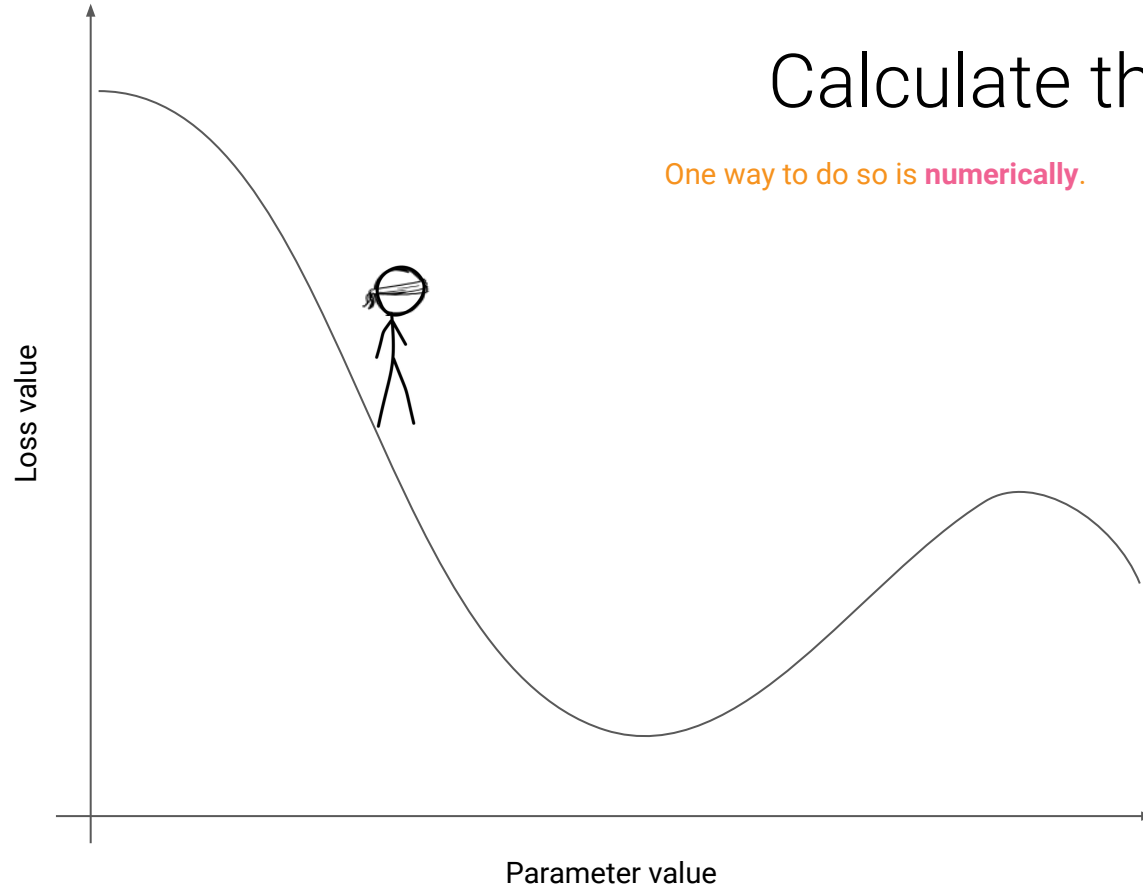 Calculate th
One way to do so is numerically.
Loss value
Parameter value